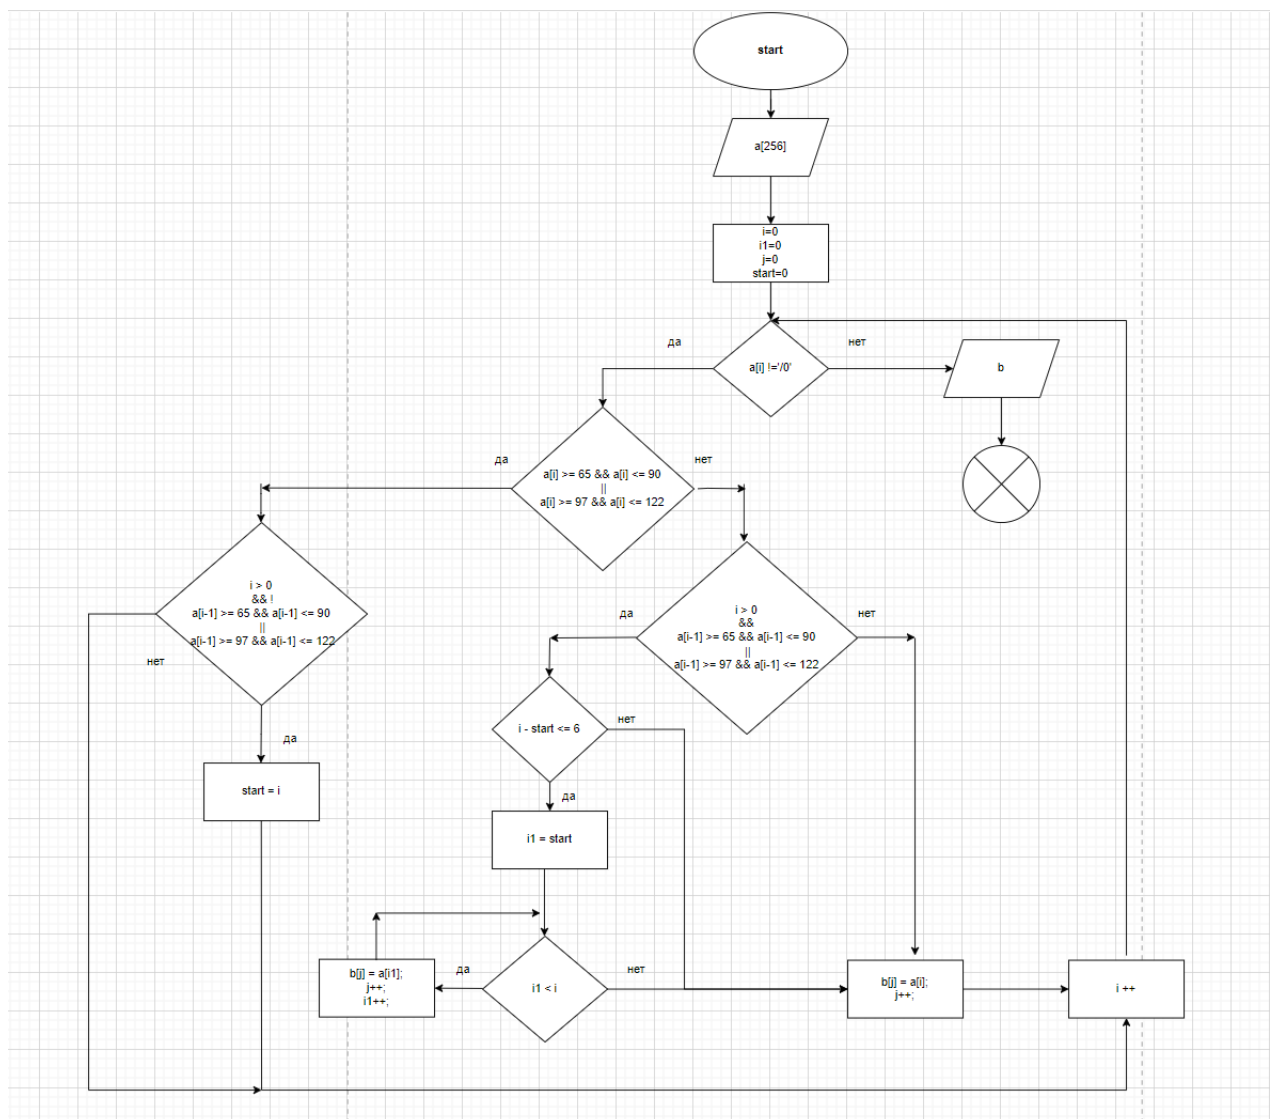 start
a[256]
i=0
i1=0
j=0
start=0
да
нет
a[i] !='/0'
b
да
нет
a[i] >= 65 && a[i] <= 90
||
a[i] >= 97 && a[i] <= 122
i > 0
&& !
a[i-1] >= 65 && a[i-1] <= 90
||
a[i-1] >= 97 && a[i-1] <= 122
нет
да
start = i
i > 0
&&
a[i-1] >= 65 && a[i-1] <= 90
||
a[i-1] >= 97 && a[i-1] <= 122
да
нет
i - start <= 6
нет
да
i1 = start
b[j] = a[i1];
j++;
i1++;
да
i1 < i
нет
b[j] = a[i];
j++;
i ++